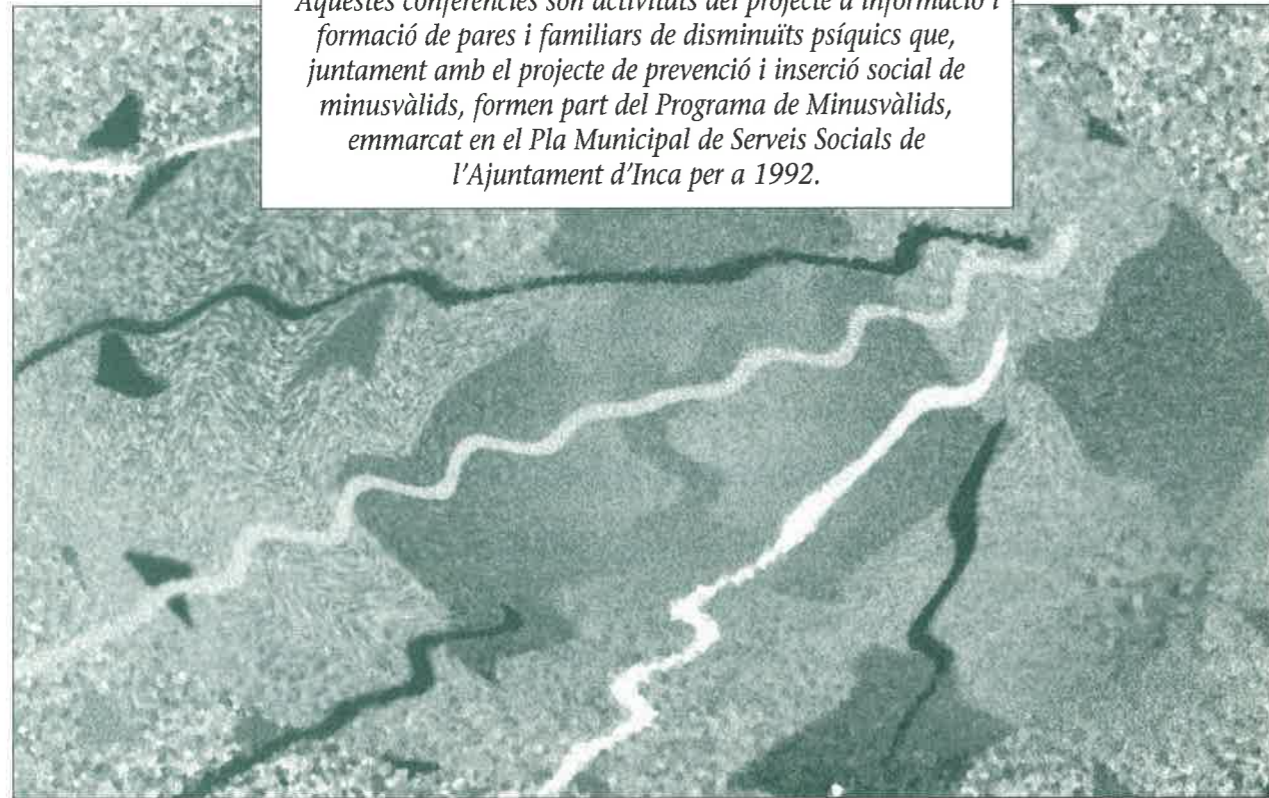 Aquestes conferències són activitats del projecte d'informació i
formació de pares i familiars de disminuïts psíquics que,
juntament amb el projecte de prevenció i inserció social de
minusvàlids, formen part del Programa de Minusvàlids,
emmarcat en el Pla Municipal de Serveis Socials de
l'Ajuntament d'Inca per a 1992.